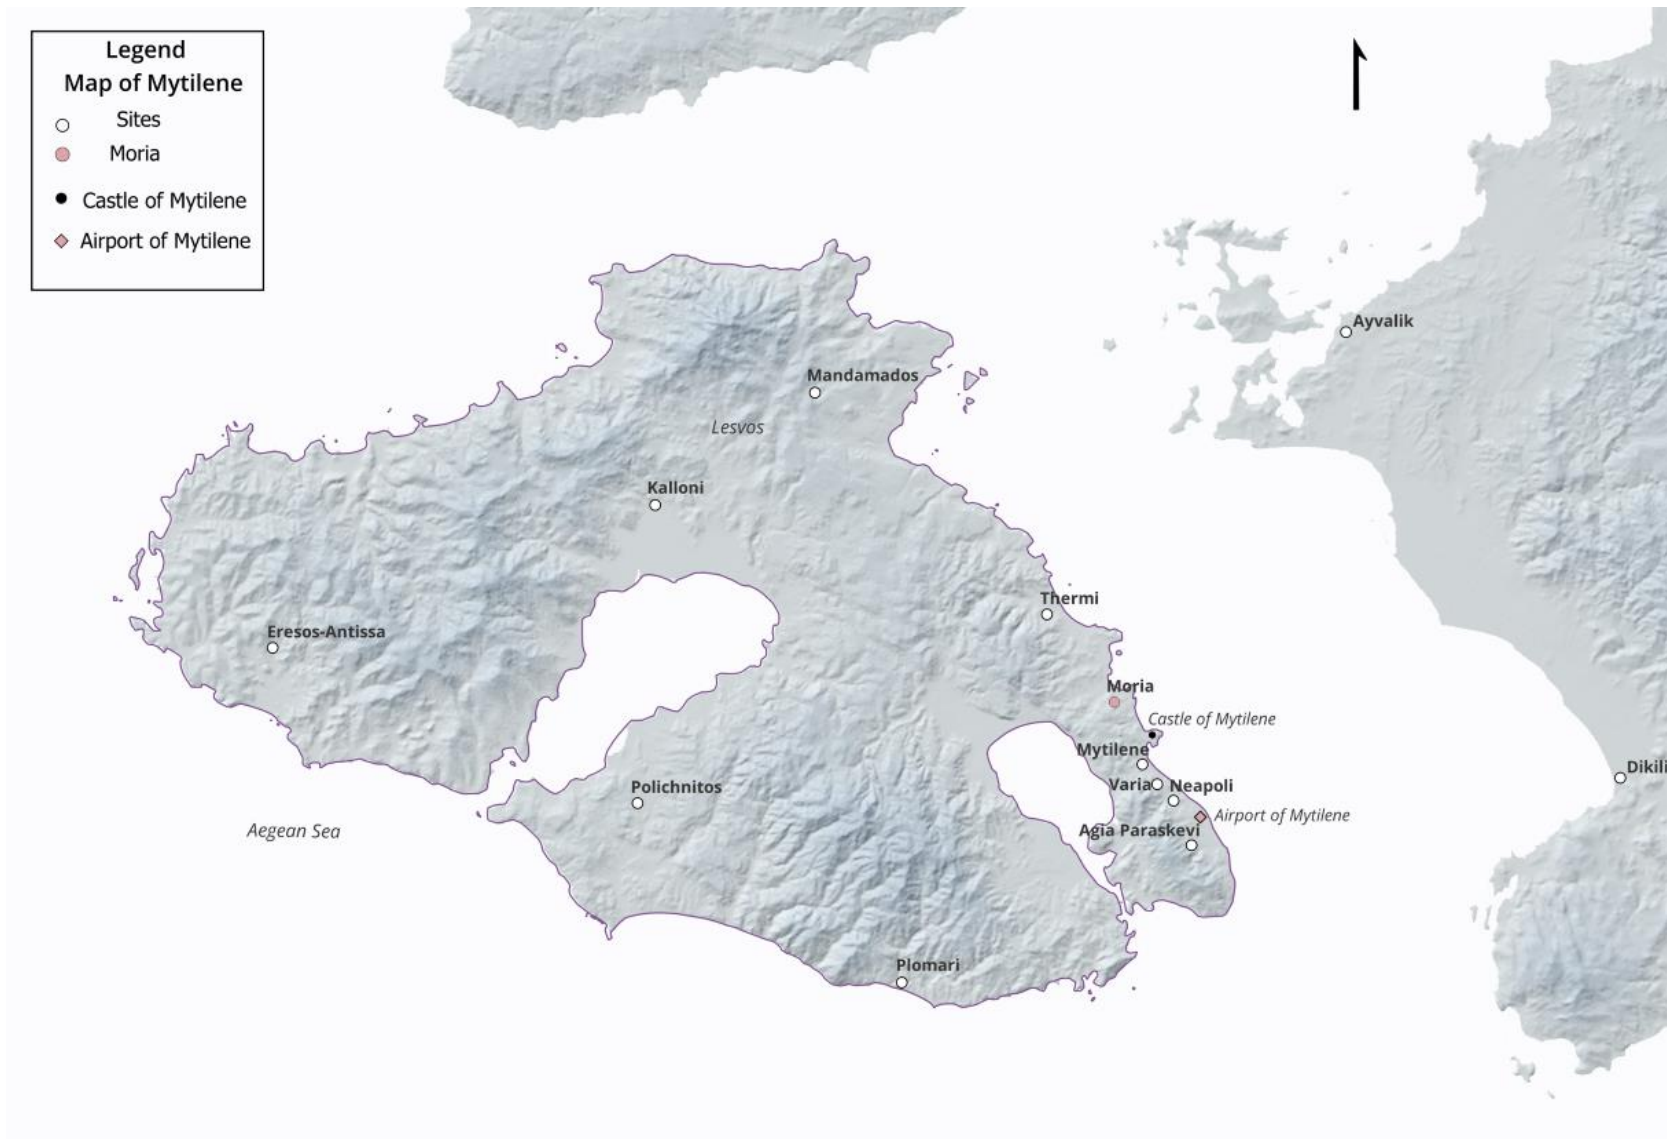 Legend
Map of Mytilene
Sites
Moria
Castle of Mytilene
Airport of Mytilene
Ayvalik
Mandamados
Lesvos
Kalloni
Thermi
Eresos-Antissa
Moria
Castle of Mytilene
Mytilene
Dikili
Varia
Neapoli
Polichnitos
Airport of Mytilene
Agia Paraskevi
Aegean Sea
Plomari